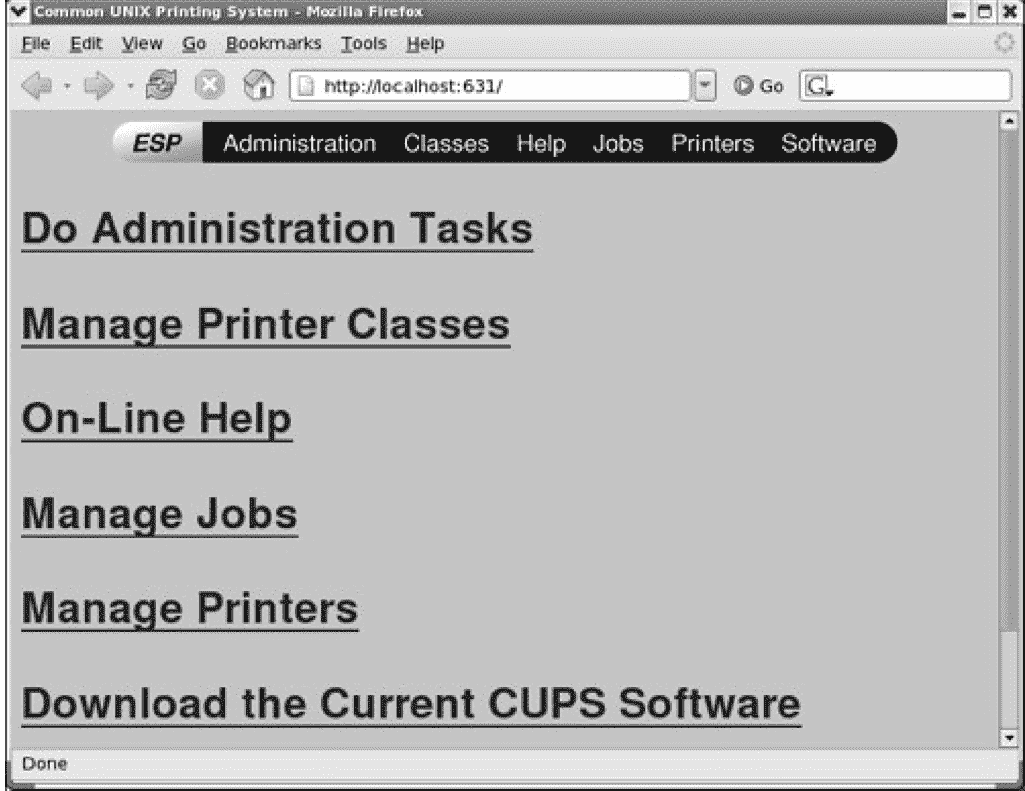 Common UNIX Printing System - Mozilla Firefox
File Edit View Go Bookmarks Tools Help
http://localhost:631/ Go G
ESP Administration Classes Help Jobs Printers Software
Do Administration Tasks
Manage Printer Classes
On-Line Help
Manage Jobs
Manage Printers
Download the Current CUPS Software
Done